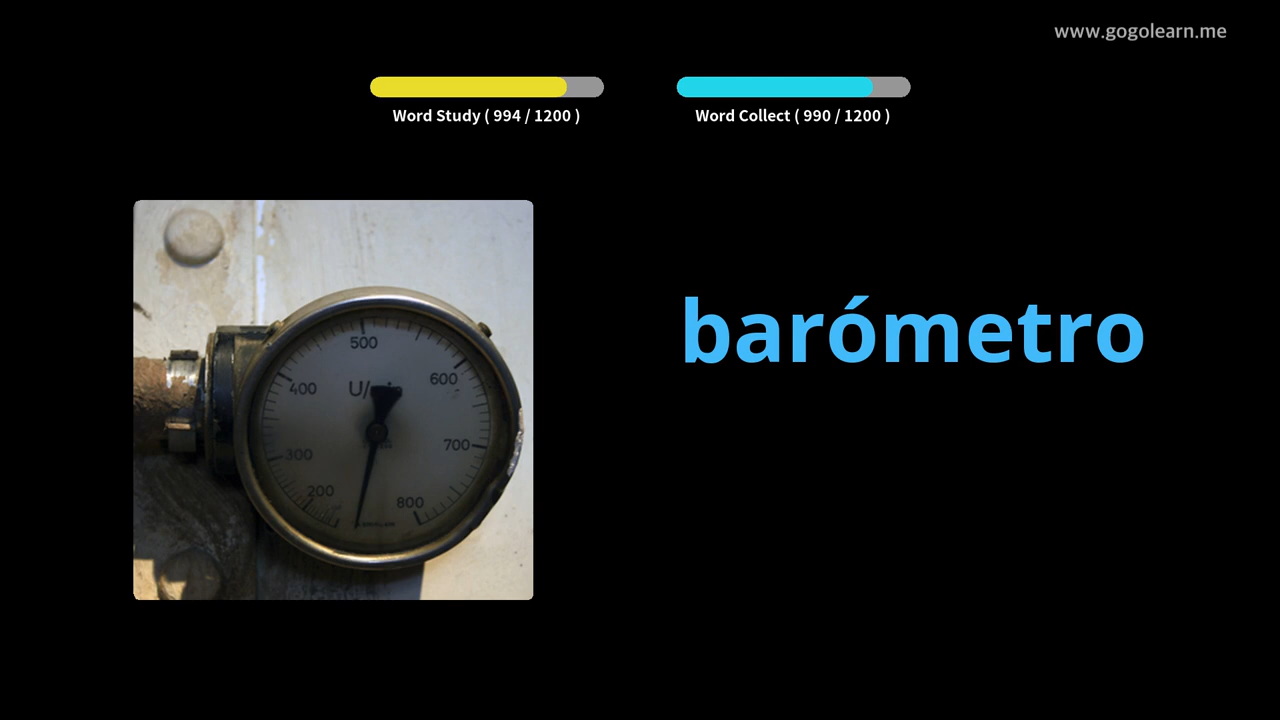 www.gogolearn.me
Word Study ( 994 / 1200 )
Word Collect ( 990 / 1200 )
barómetro
500
400
600
300
700
200
800